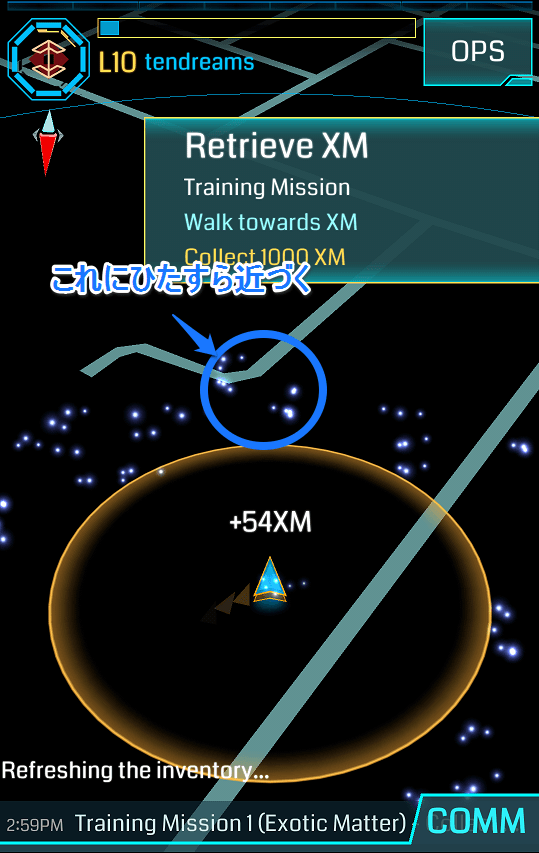 L10 tendreams
OPS
Retrieve XM
Training Mission
Walk towards XM
Collect 1000 XM
これにひたすら近づく
+54XM
Refreshing the inventory...
2:59PM Training Mission 1 (Exotic Matter) -
COMM